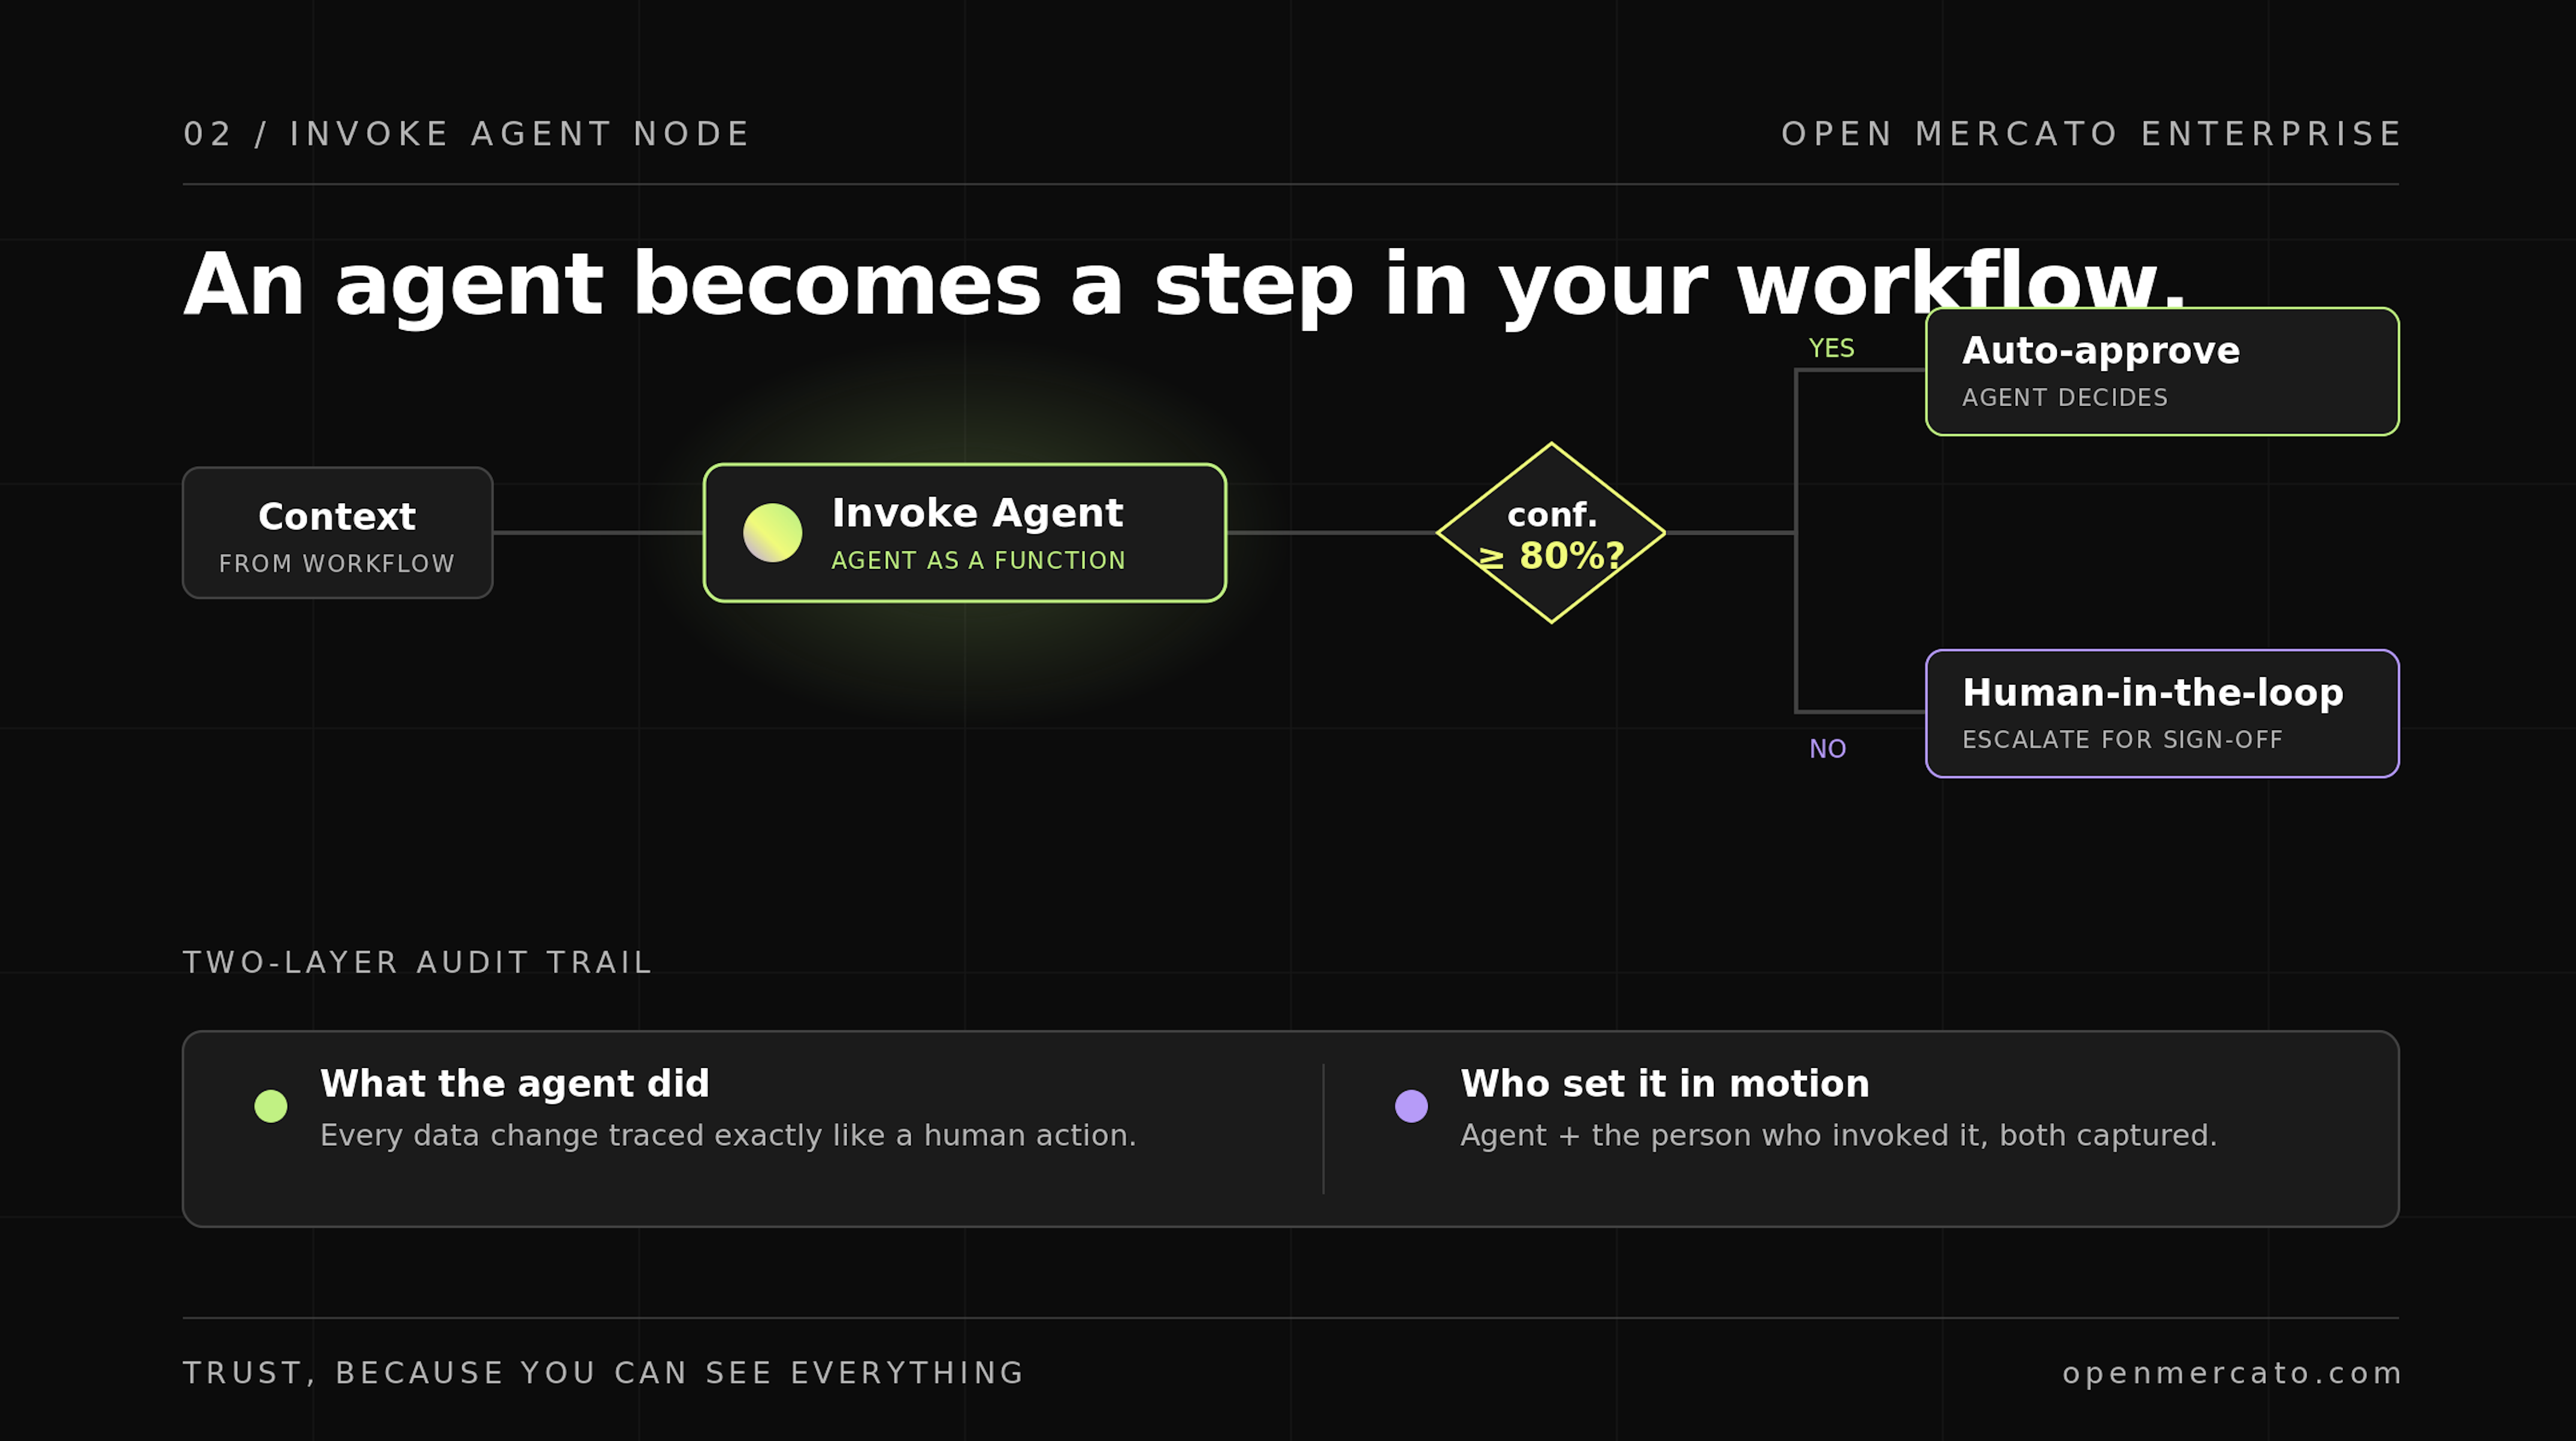 02 / INVOKE AGENT NODE
OPEN MERCATO ENTERPRISE
An agent becomes a step in your workflow.
Context
FROM WORKFLOW
Invoke Agent
AGENT AS A FUNCTION
conf.
≥ 80%?
YES
Auto-approve
AGENT DECIDES
NO
Human-in-the-loop
ESCALATE FOR SIGN-OFF
TWO-LAYER AUDIT TRAIL
What the agent did
Every data change traced exactly like a human action.
Who set it in motion
Agent + the person who invoked it, both captured.
TRUST, BECAUSE YOU CAN SEE EVERYTHING
openmercato.com